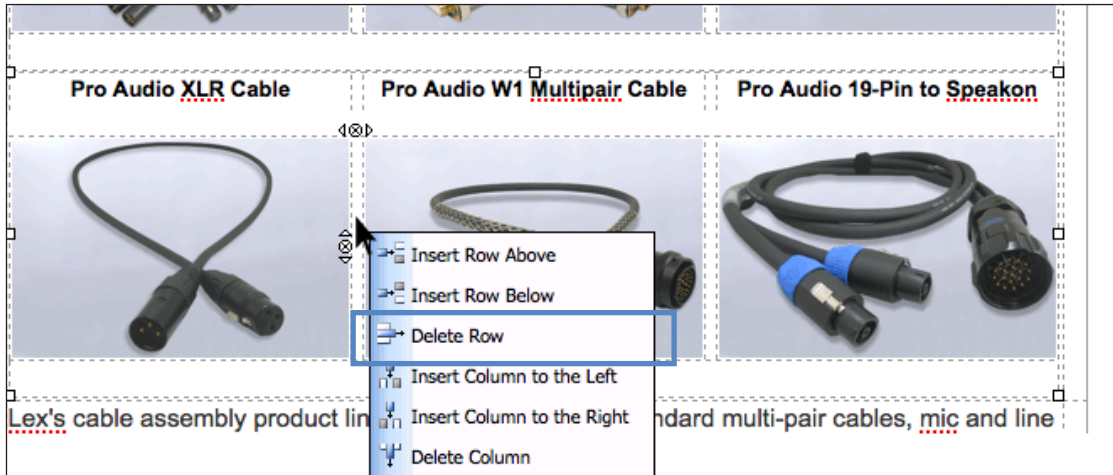 Pro Audio XLR Cable
Pro Audio W1 Multipair Cable
Pro Audio 19-Pin to Speakon
Insert Row Above
Insert Row Below
Delete Row
Insert Column to the Left
Insert Column to the Right
Delete Column
Lex's cable assembly product lin ndard multi-pair cables, mic and line